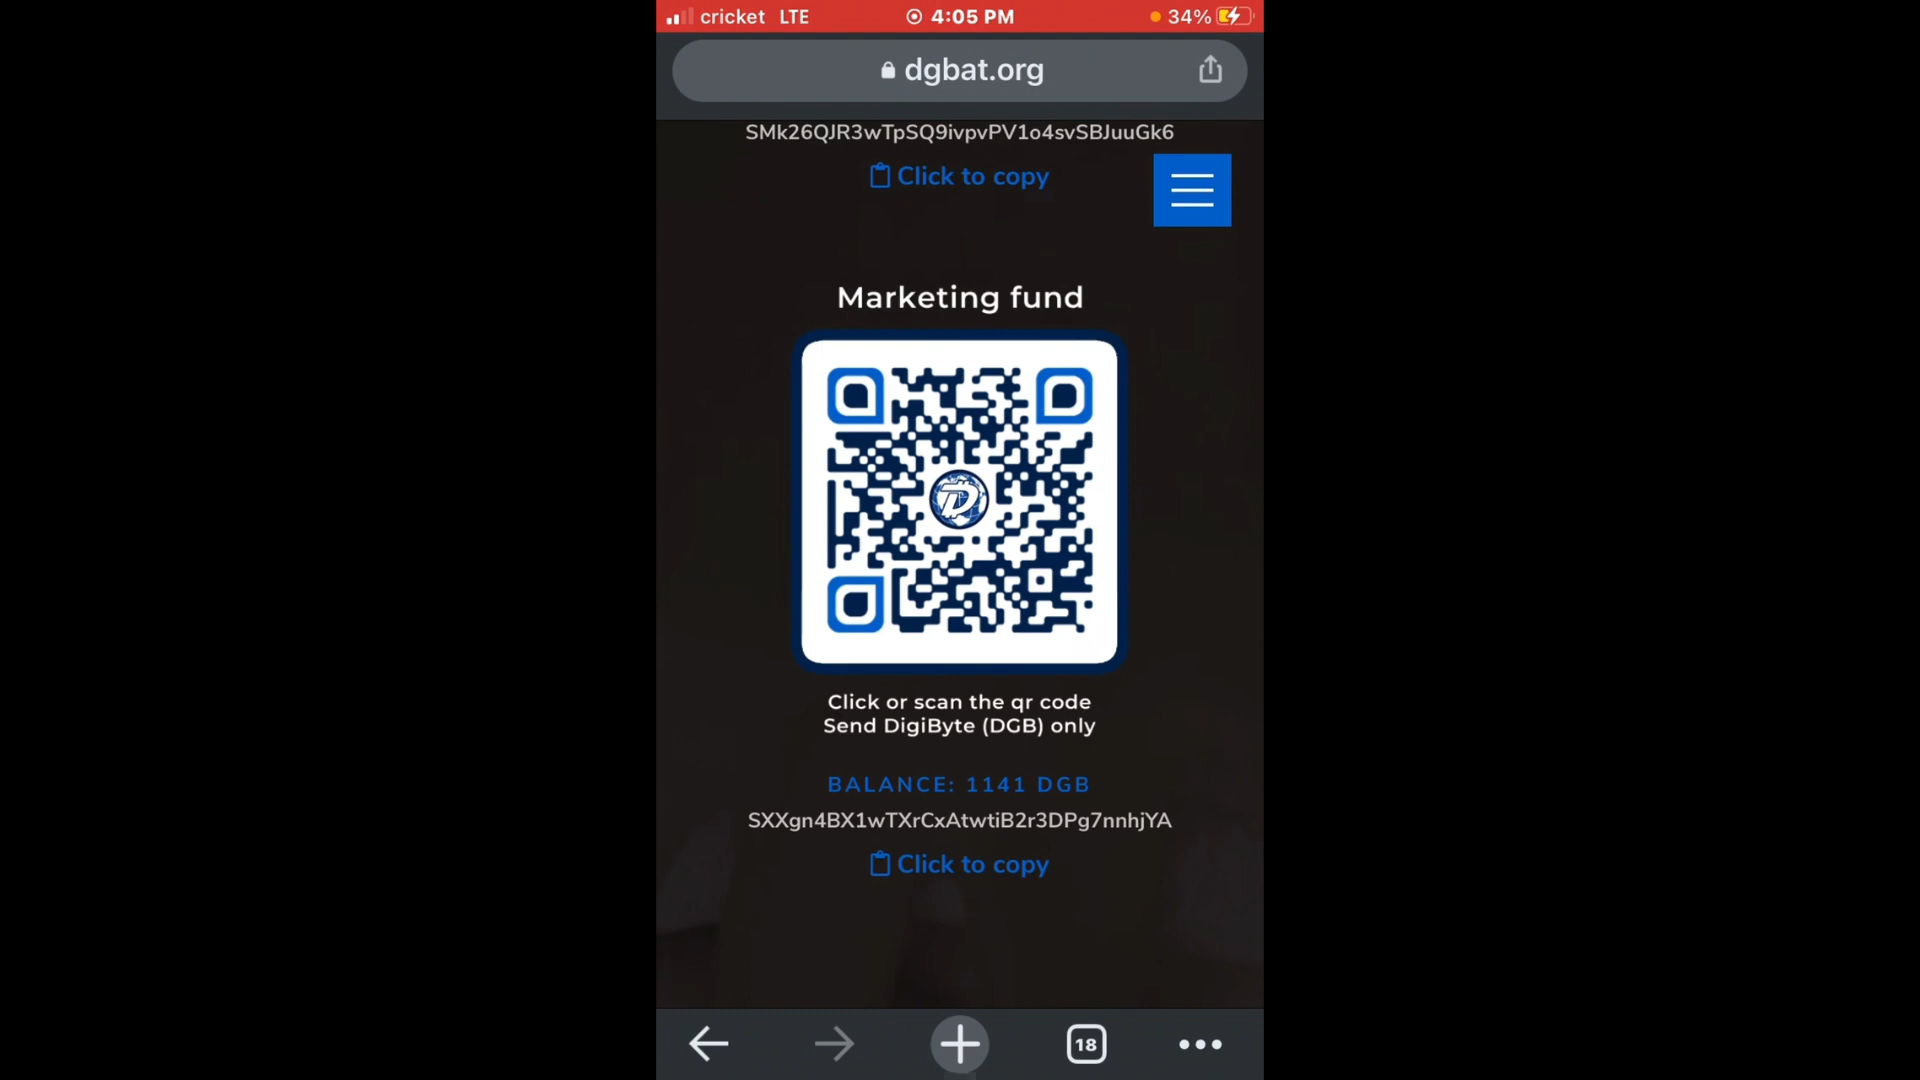 cricket LTE 4:05 PM 34%
dgbat.org
SMk26QJR3wTpSQ9ivpvPV1o4svSBJuuGk6
Click to copy
Marketing fund
Click or scan the qr code
Send DigiByte (DGB) only
BALANCE: 1141 DGB
SXXgn4BX1wTXrCxAtwtiB2r3DPg7nnhjYA
Click to copy
18